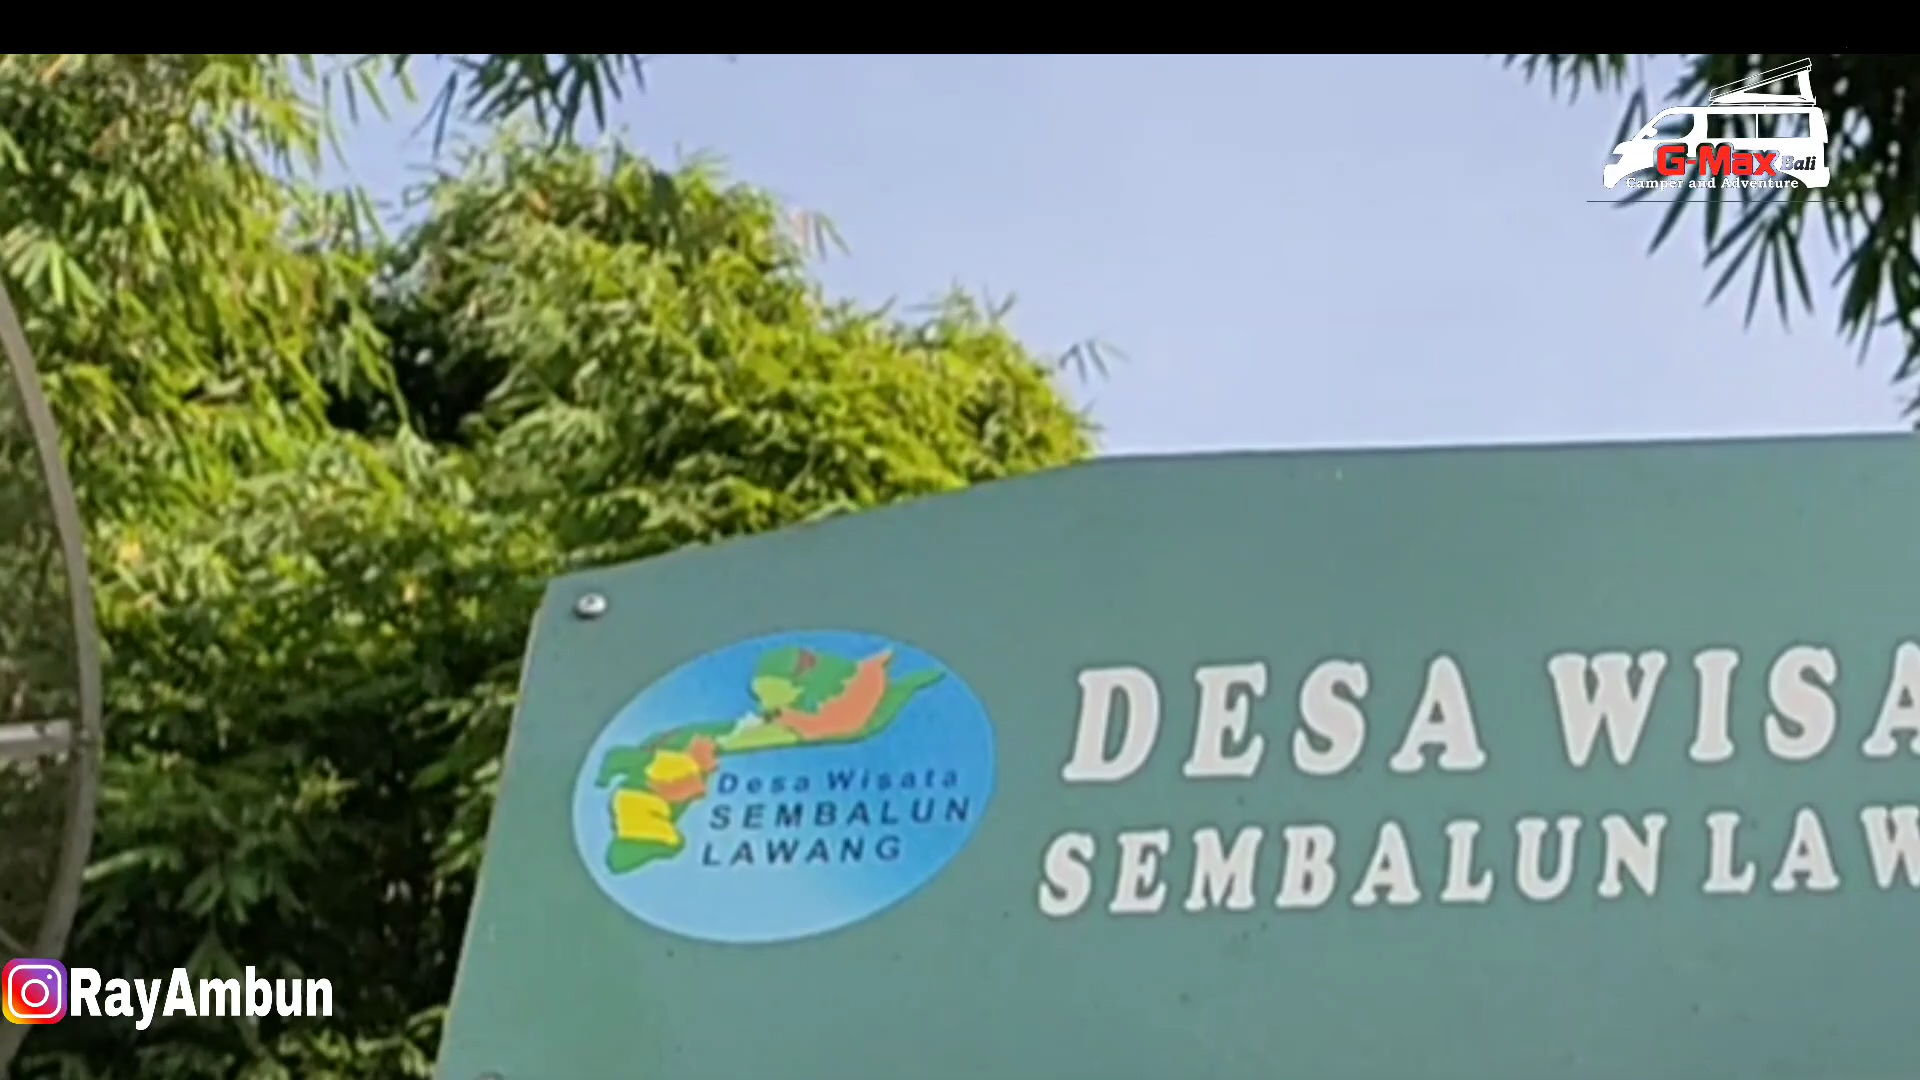 G-Max Bali
Camper and Adventure
DESA WISA
SEMBALUN LAW
Desa Wisata
SEMBALUN
LAWANG
RayAmbun